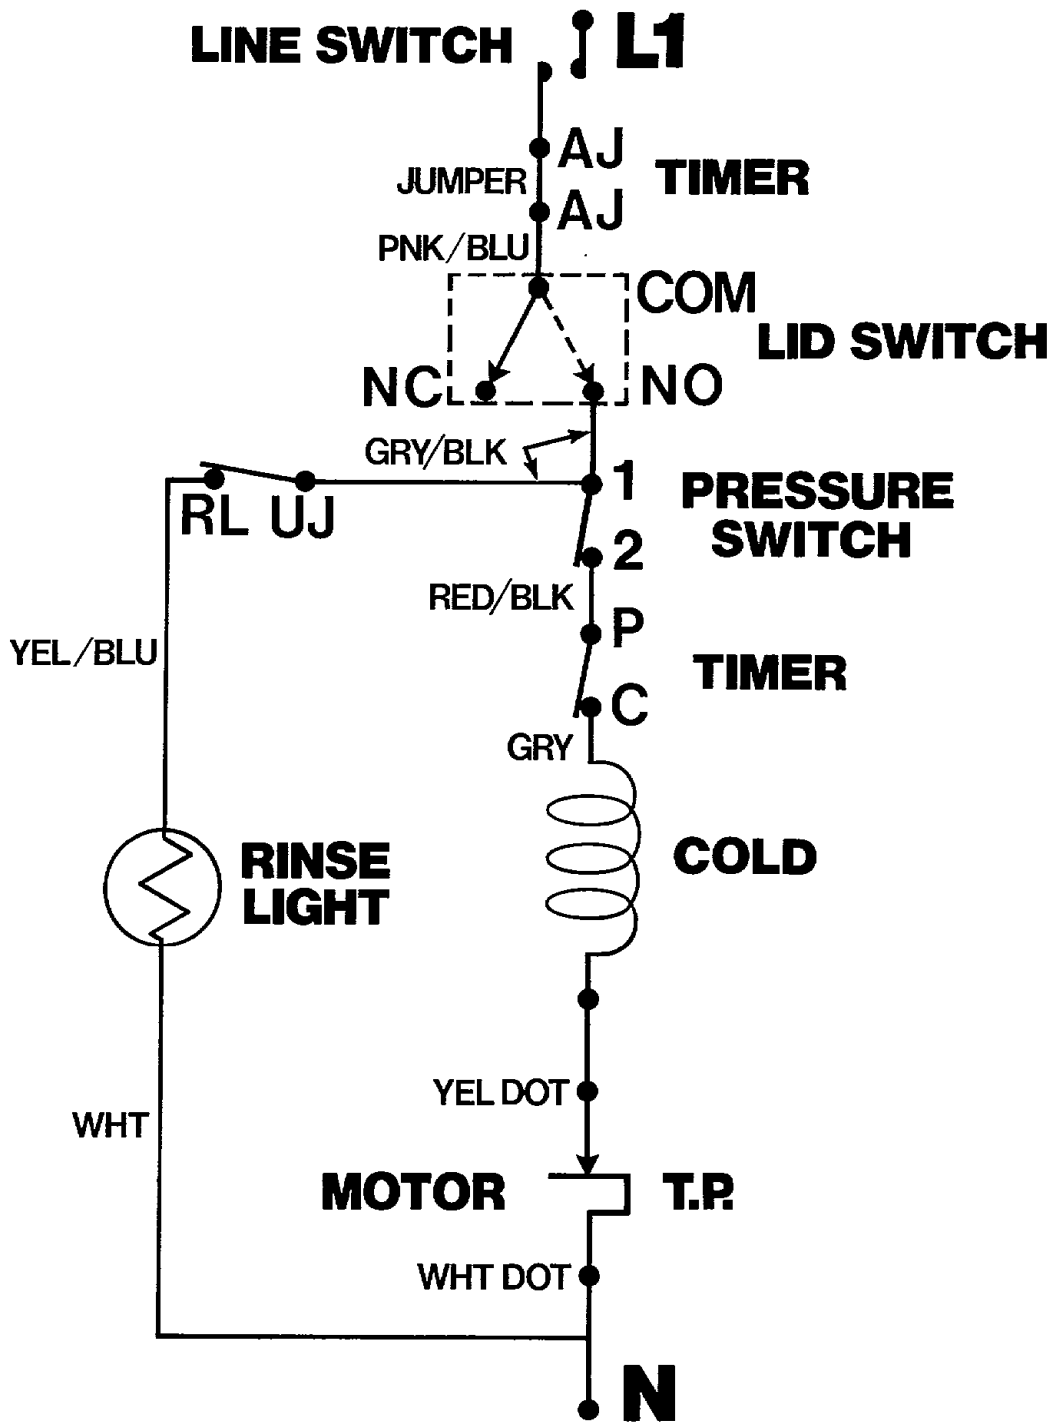 LINE SWITCH
L1
AJ
JUMPER
TIMER
AJ
PNK/BLU
COM
LID SWITCH
NC
NO
GRY/BLK
1
PRESSURE
SWITCH
RL UJ
2
RED/BLK
P
YEL/BLU
TIMER
C
GRY
RINSE
LIGHT
COLD
YEL DOT
WHT
MOTOR
T.P.
WHT DOT
N